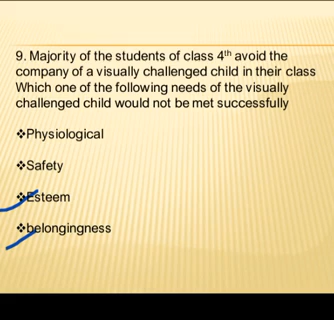 9. Majority of the students of class 4th avoid the
company of a visually challenged child in their class
Which one of the following needs of the visually
challenged child would not be met successfully
❖Physiological
❖Safety
❖Esteem
❖belongingness